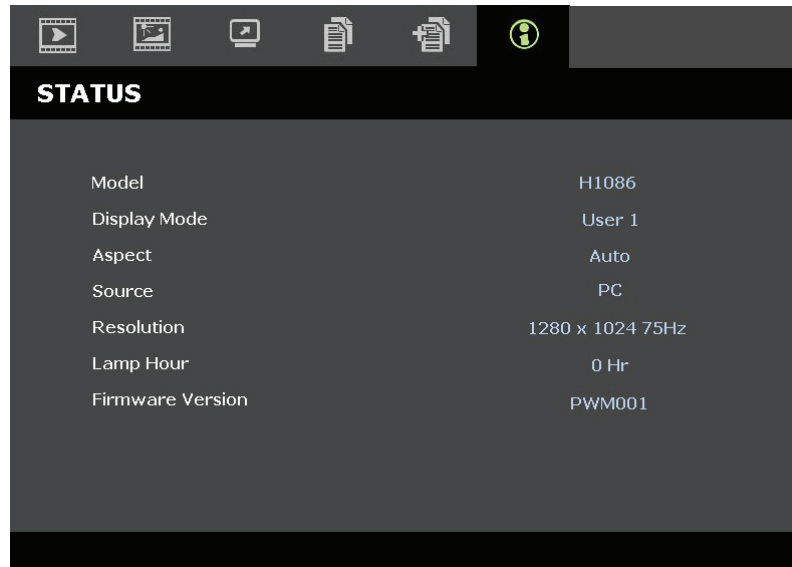 STATUS
Model H1086
Display Mode User 1
Aspect Auto
Source PC
Resolution 1280 x 1024 75Hz
Lamp Hour 0 Hr
Firmware Version PWM001